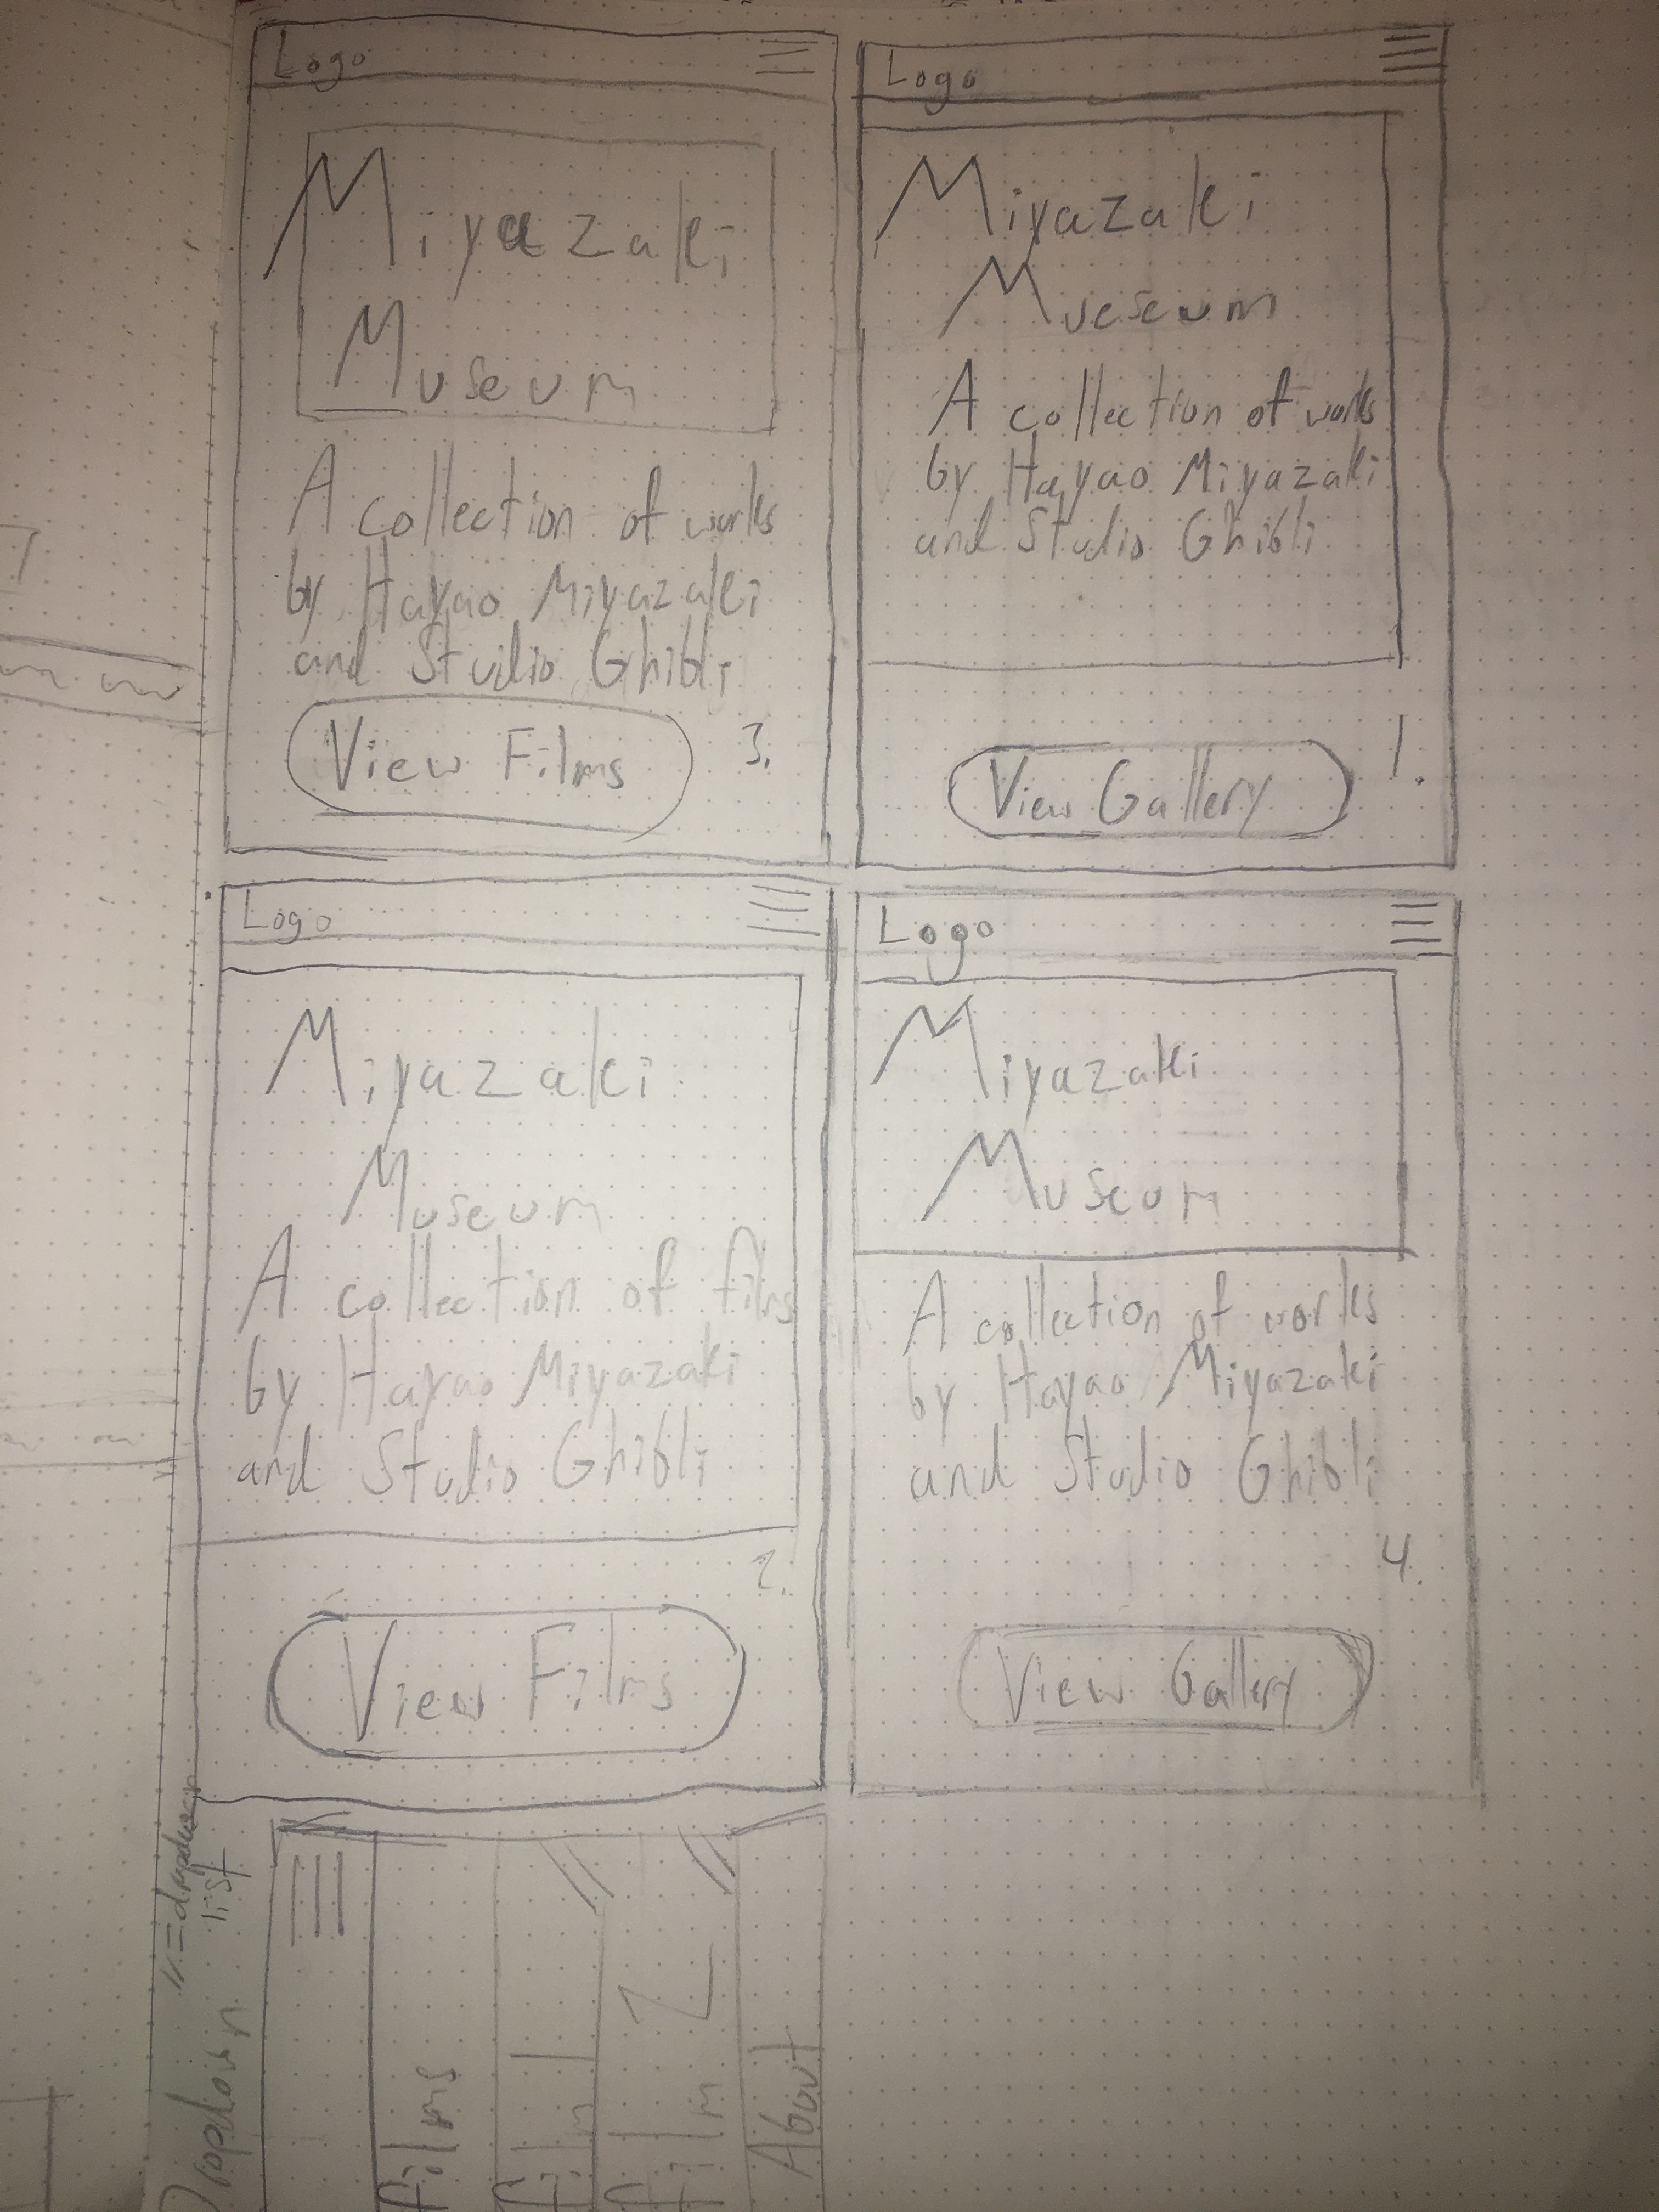 Logo
Miyazaki
Museum
A collection of works
by Hayao Miyazaki
and Studio Ghibli
View Films
3.
Logo
Miyazaki
Museum
A collection of works
by Hayao Miyazaki
and Studio Ghibli
View Gallery
1.
Logo
Miyazaki
Museum
A collection of films
by Hayao Miyazaki
and Studio Ghibli
2.
View Films
Logo
Miyazaki
Museum
A collection of works
by Hayao Miyazaki
and Studio Ghibli
4.
View Gallery
Dropdown
// = dropdown
list
films
film 1
film 2
About